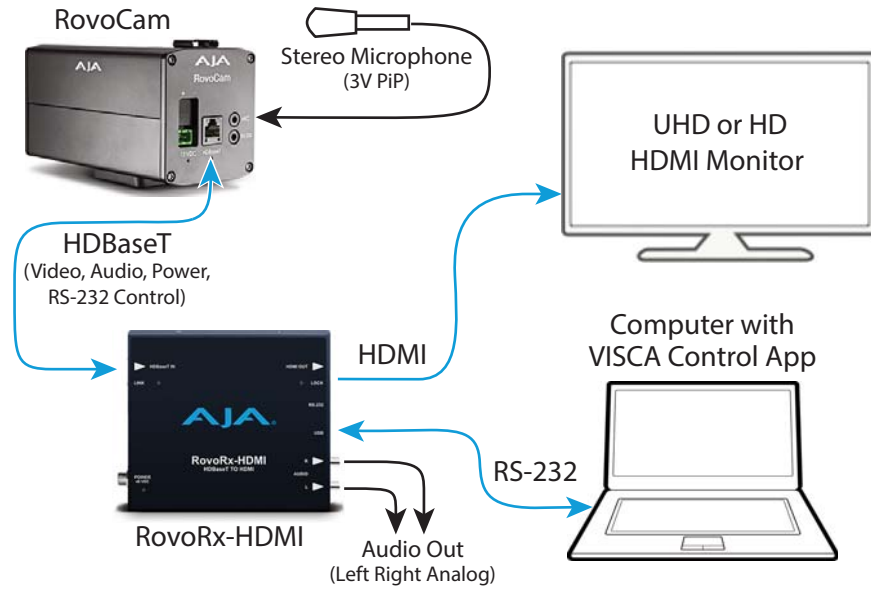 RovoCam
AJA
AJA
RovoCam
HDBaseT
Stereo Microphone
(3V PiP)
UHD or HD
HDMI Monitor
HDBaseT
(Video, Audio, Power,
RS-232 Control)
HDBaseT IN
HDMI OUT
LINK
LOCK
RS-232
USB
AJA
RovoRx-HDMI
HDBaseT TO HDMI
POWER
R
AUDIO
L
RovoRx-HDMI
HDMI
Computer with
VISCA Control App
RS-232
Audio Out
(Left Right Analog)